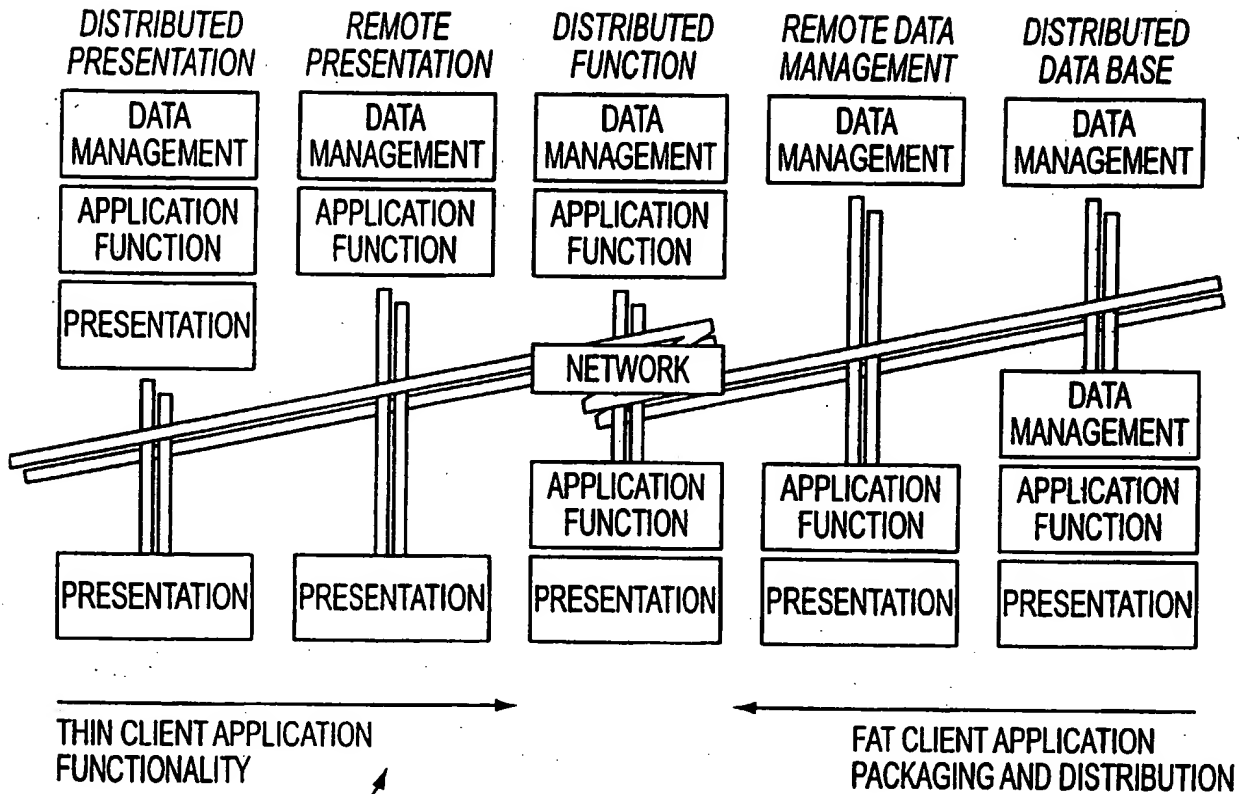 DISTRIBUTED
PRESENTATION
DATA
MANAGEMENT
APPLICATION
FUNCTION
PRESENTATION
PRESENTATION
REMOTE
PRESENTATION
DATA
MANAGEMENT
APPLICATION
FUNCTION
PRESENTATION
DISTRIBUTED
FUNCTION
DATA
MANAGEMENT
APPLICATION
FUNCTION
NETWORK
APPLICATION
FUNCTION
PRESENTATION
REMOTE DATA
MANAGEMENT
DATA
MANAGEMENT
APPLICATION
FUNCTION
PRESENTATION
DISTRIBUTED
DATA BASE
DATA
MANAGEMENT
DATA
MANAGEMENT
APPLICATION
FUNCTION
PRESENTATION
THIN CLIENT APPLICATION
FUNCTIONALITY
FAT CLIENT APPLICATION
PACKAGING AND DISTRIBUTION